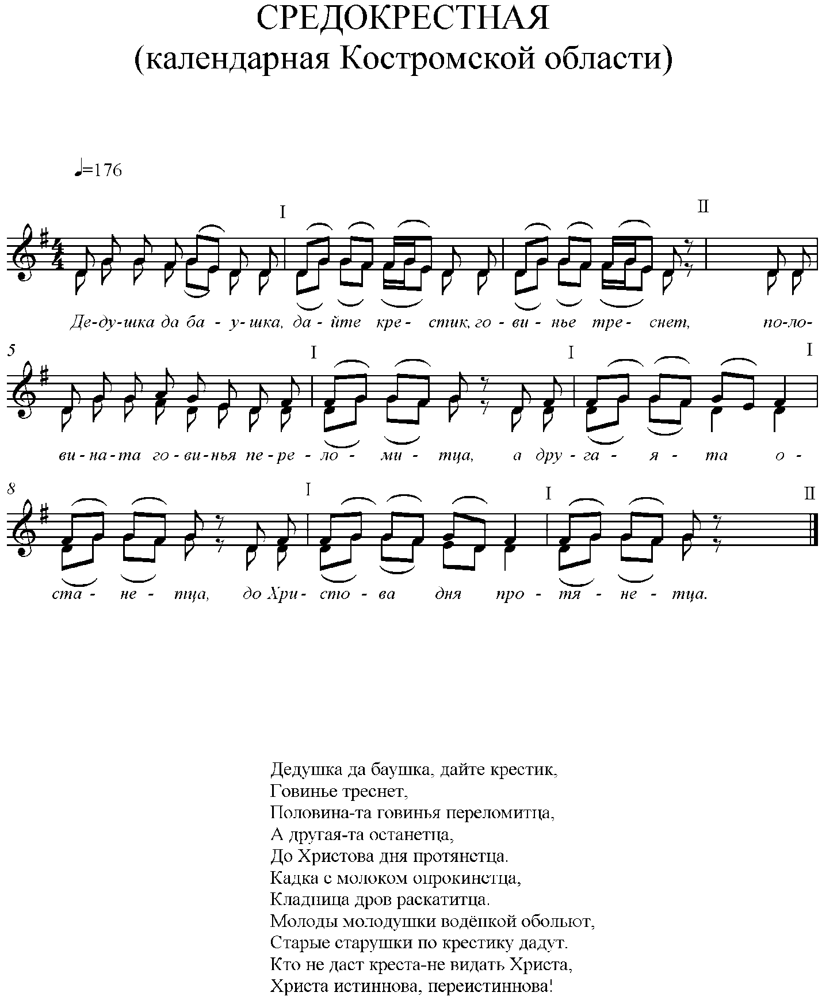 СРЕДОКРЕСТНАЯ
(календарная Костромской области)
=176
I II
4
4
Де-ду-шка да ба - у-шка, да-йте кре- стик, го-ви- нье тре- снет, по-ло-
5 I I I
ви-на-та го-ви-нья пе-ре-ло- ми- тца, а дру-га- я- та о-
8 I I II
ста- не- тца, до Хри-сто- ва дня про-тя- не- тца.
Дедушка да баушка, дайте крестик,
Говинье треснет,
Половина-та говинья переломитца,
А другая-та останетца,
До Христова дня протянетца.
Кадка с молоком опрокинетца,
Кладница дров раскатитца.
Молоды молодушки водёнкой обольют,
Старые старушки по крестику дадут.
Кто не даст креста-не видать Христа,
Христа истиннова, переистиннова!